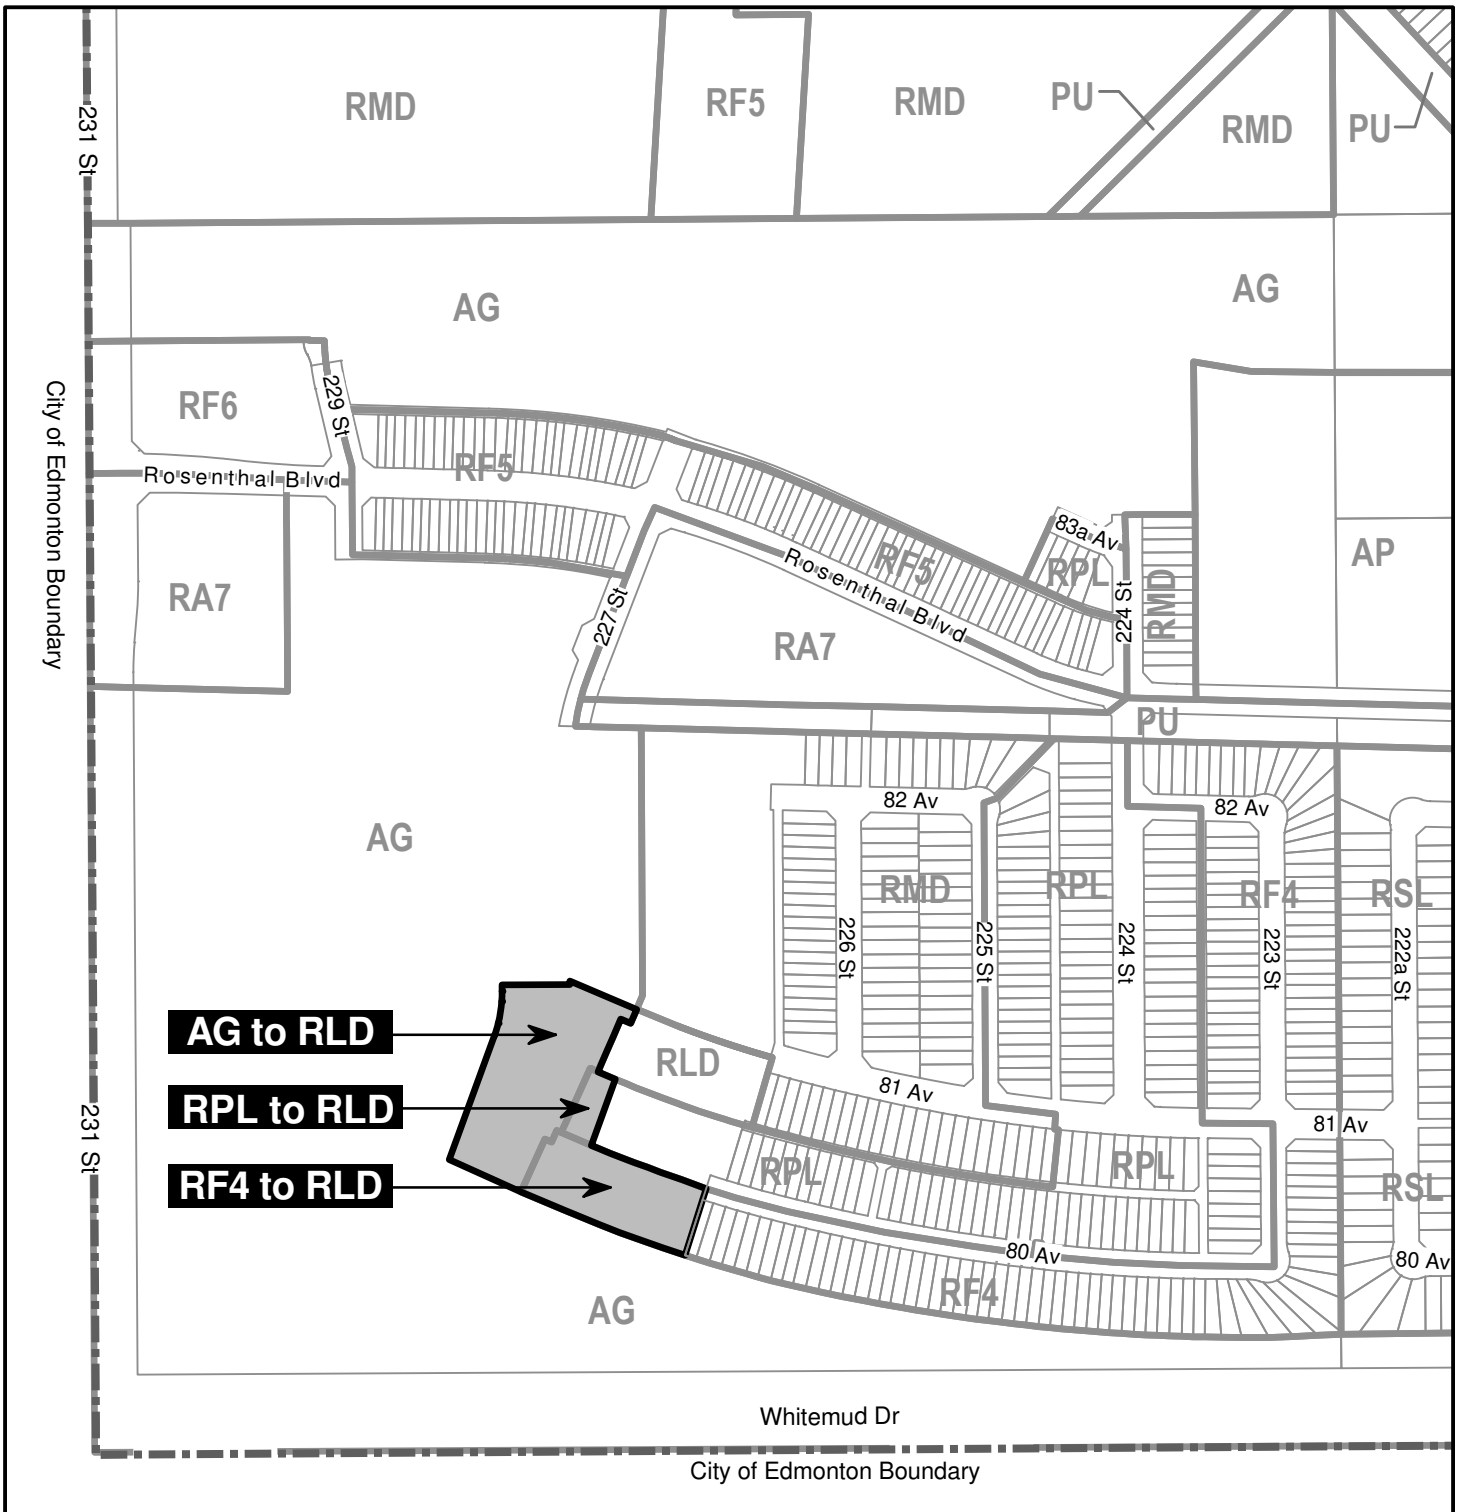 RMD
RF5
RMD
PU
RMD
PU
231 St
AG
AG
City of Edmonton Boundary
RF6
229 St
Rosenthal Blvd
RF5
83a Av
RF5
RPL
AP
Rosenthal Blvd
RA7
227 St
224 St
RMD
RA7
PU
82 Av
82 Av
AG
RMD
RPL
RF4
RSL
226 St
225 St
224 St
223 St
222a St
AG to RLD
RLD
81 Av
RPL to RLD
81 Av
231 St
RPL
RPL
RF4 to RLD
RSL
80 Av
80 Av
RF4
AG
Whitemud Dr
City of Edmonton Boundary